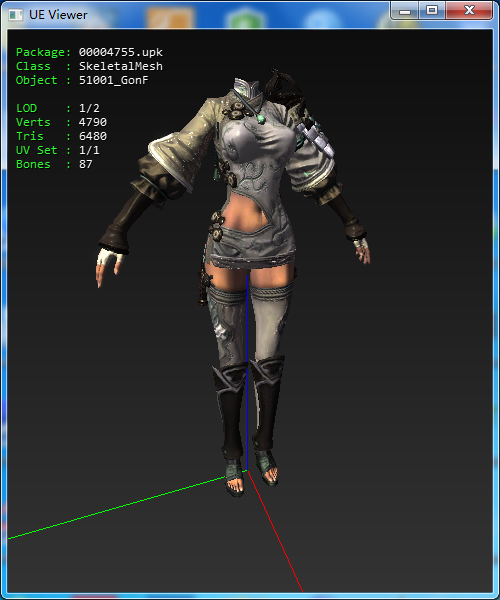 UE Viewer
Package: 00004755.upk
Class : SkeletalMesh
Object : 51001_GonF
LOD : 1/2
Verts : 4790
Tris : 6480
UV Set : 1/1
Bones : 87